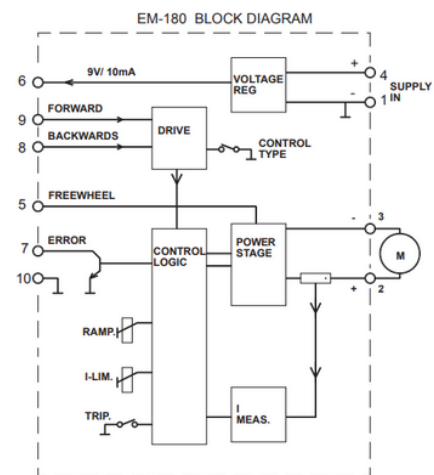 EM-180 BLOCK DIAGRAM
6
9V/ 10mA
VOLTAGE
REG
+
4
SUPPLY
IN
-
1
9
FORWARD
8
BACKWARDS
DRIVE
CONTROL
TYPE
5
FREEWHEEL
7
ERROR
10
CONTROL
LOGIC
POWER
STAGE
-
3
M
+
2
RAMP.
I-LIM.
TRIP.
I
MEAS.